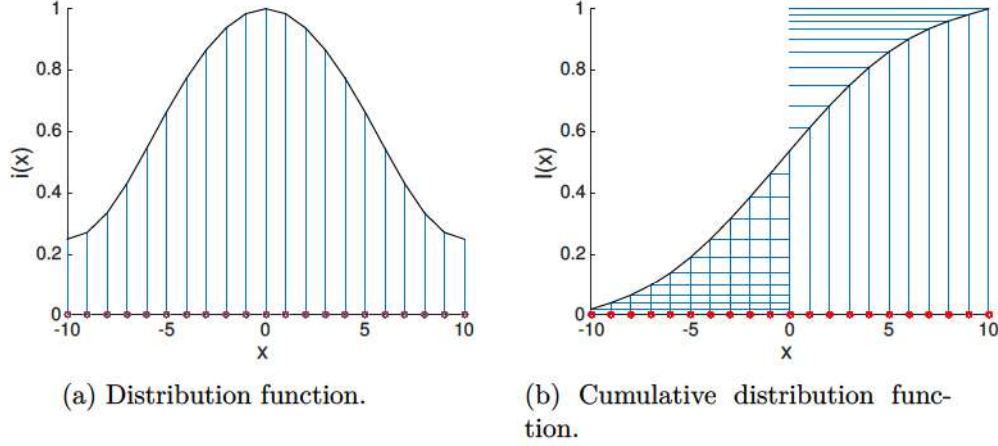 1
0.8
0.6
0.4
0.2
0
i(x)
-10 -5 0 5 10
x
(a) Distribution function.
1
0.8
0.6
0.4
0.2
0
I(x)
-10 -5 0 5 10
x
(b) Cumulative distribution func-
tion.